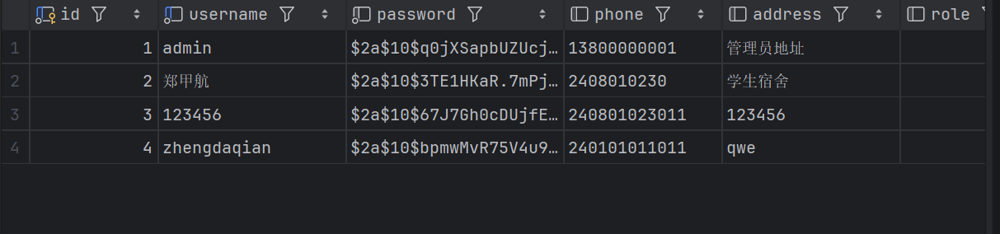 id username password phone address role
1 1 admin $2a$10$q0jXSapbUZUcj… 13800000001 管理员地址
2 2 郑甲航 $2a$10$3TE1HKaR.7mPj… 2408010230 学生宿舍
3 3 123456 $2a$10$67J7Gh0cDUjfE… 240801023011 123456
4 4 zhengdaqian $2a$10$bpmwMvR75V4u9… 240101011011 qwe